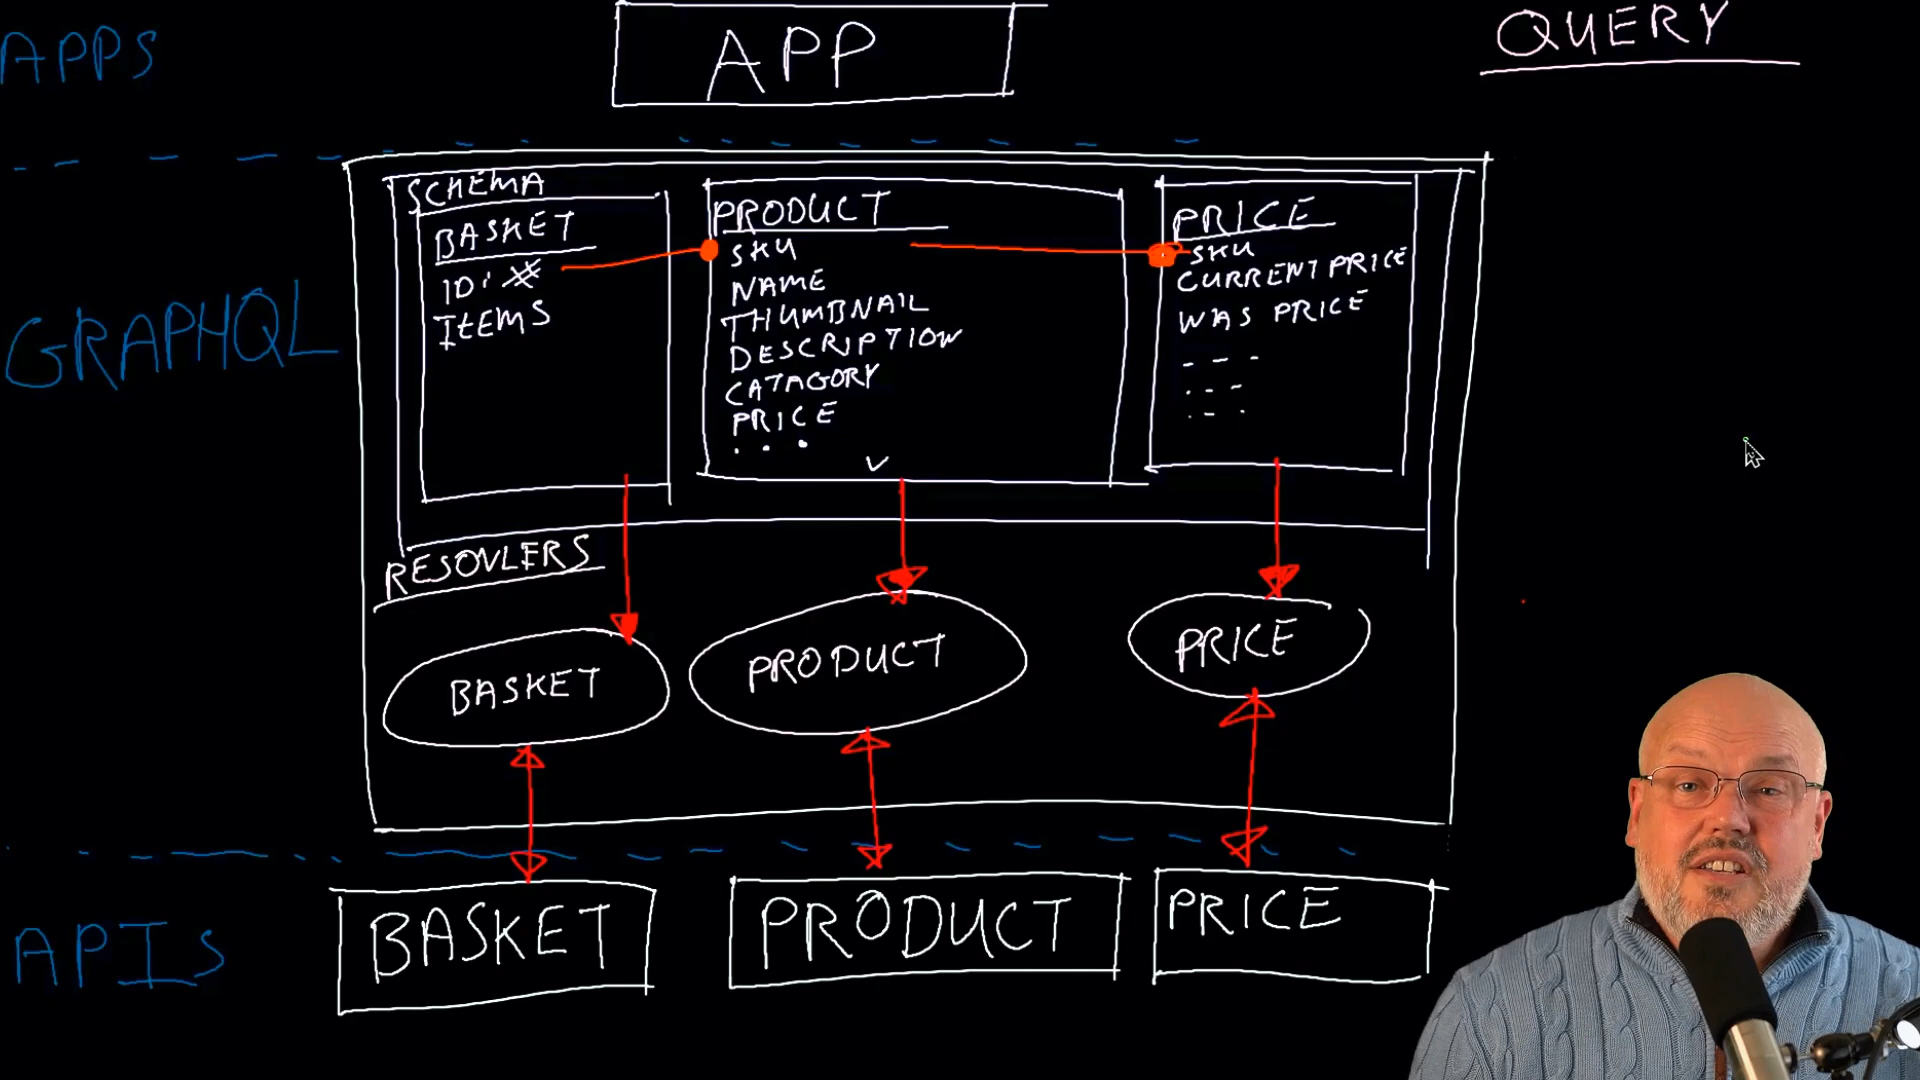 APPS
APP
QUERY
GRAPHQL
SCHEMA
BASKET
ID:
ITEMS
PRODUCT
SKU
NAME
THUMBNAIL
DESCRIPTION
CATAGORY
PRICE
. . .
PRICE
SKU
CURRENT PRICE
WAS PRICE
- - -
- - -
- - -
RESOVLERS
BASKET
PRODUCT
PRICE
APIs
BASKET
PRODUCT
PRICE